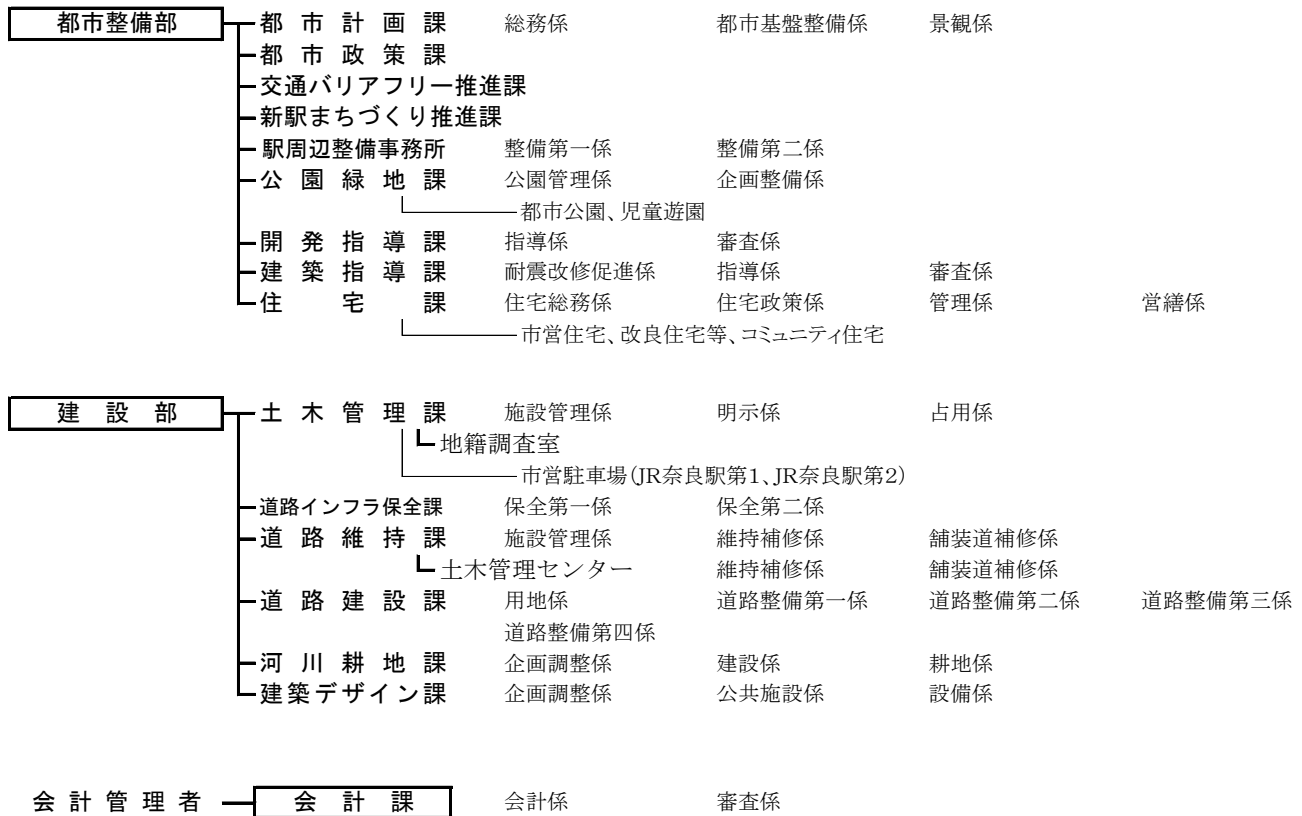 都市整備部 都市計画課 総務係 都市基盤整備係 景観係
都市政策課
交通バリアフリー推進課
新駅まちづくり推進課
駅周辺整備事務所 整備第一係 整備第二係
公園緑地課 公園管理係 企画整備係
都市公園、児童遊園
開発指導課 指導係 審査係
建築指導課 耐震改修促進係 指導係 審査係
住宅課 住宅総務係 住宅政策係 管理係 営繕係
市営住宅、改良住宅等、コミュニティ住宅
建設部 土木管理課 施設管理係 明示係 占用係
地籍調査室
市営駐車場(JR奈良駅第1、JR奈良駅第2)
道路インフラ保全課 保全第一係 保全第二係
道路維持課 施設管理係 維持補修係 舗装道補修係
土木管理センター 維持補修係 舗装道補修係
道路建設課 用地係 道路整備第一係 道路整備第二係 道路整備第三係
道路整備第四係
河川耕地課 企画調整係 建設係 耕地係
建築デザイン課 企画調整係 公共施設係 設備係
会計管理者 会計課 会計係 審査係